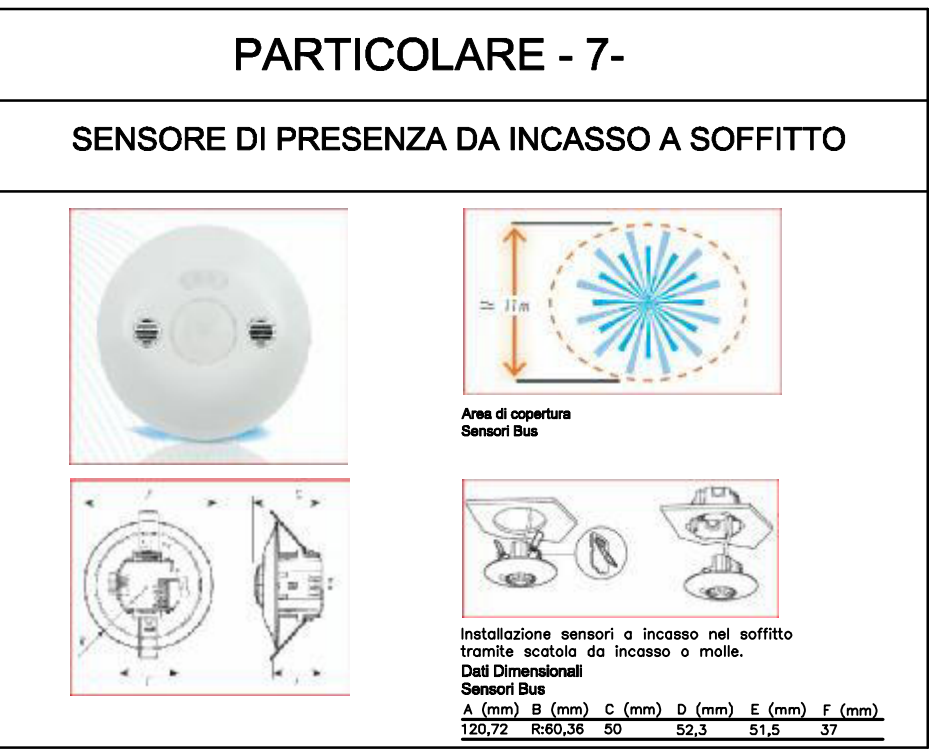 PARTICOLARE - 7-
SENSORE DI PRESENZA DA INCASSO A SOFFITTO
≃ 11m
Area di copertura
Sensori Bus
Installazione sensori a incasso nel soffitto
tramite scatola da incasso o molle.
Dati Dimensionali
Sensori Bus
A (mm) B (mm) C (mm) D (mm) E (mm) F (mm)
120,72 R:60,36 50 52,3 51,5 37